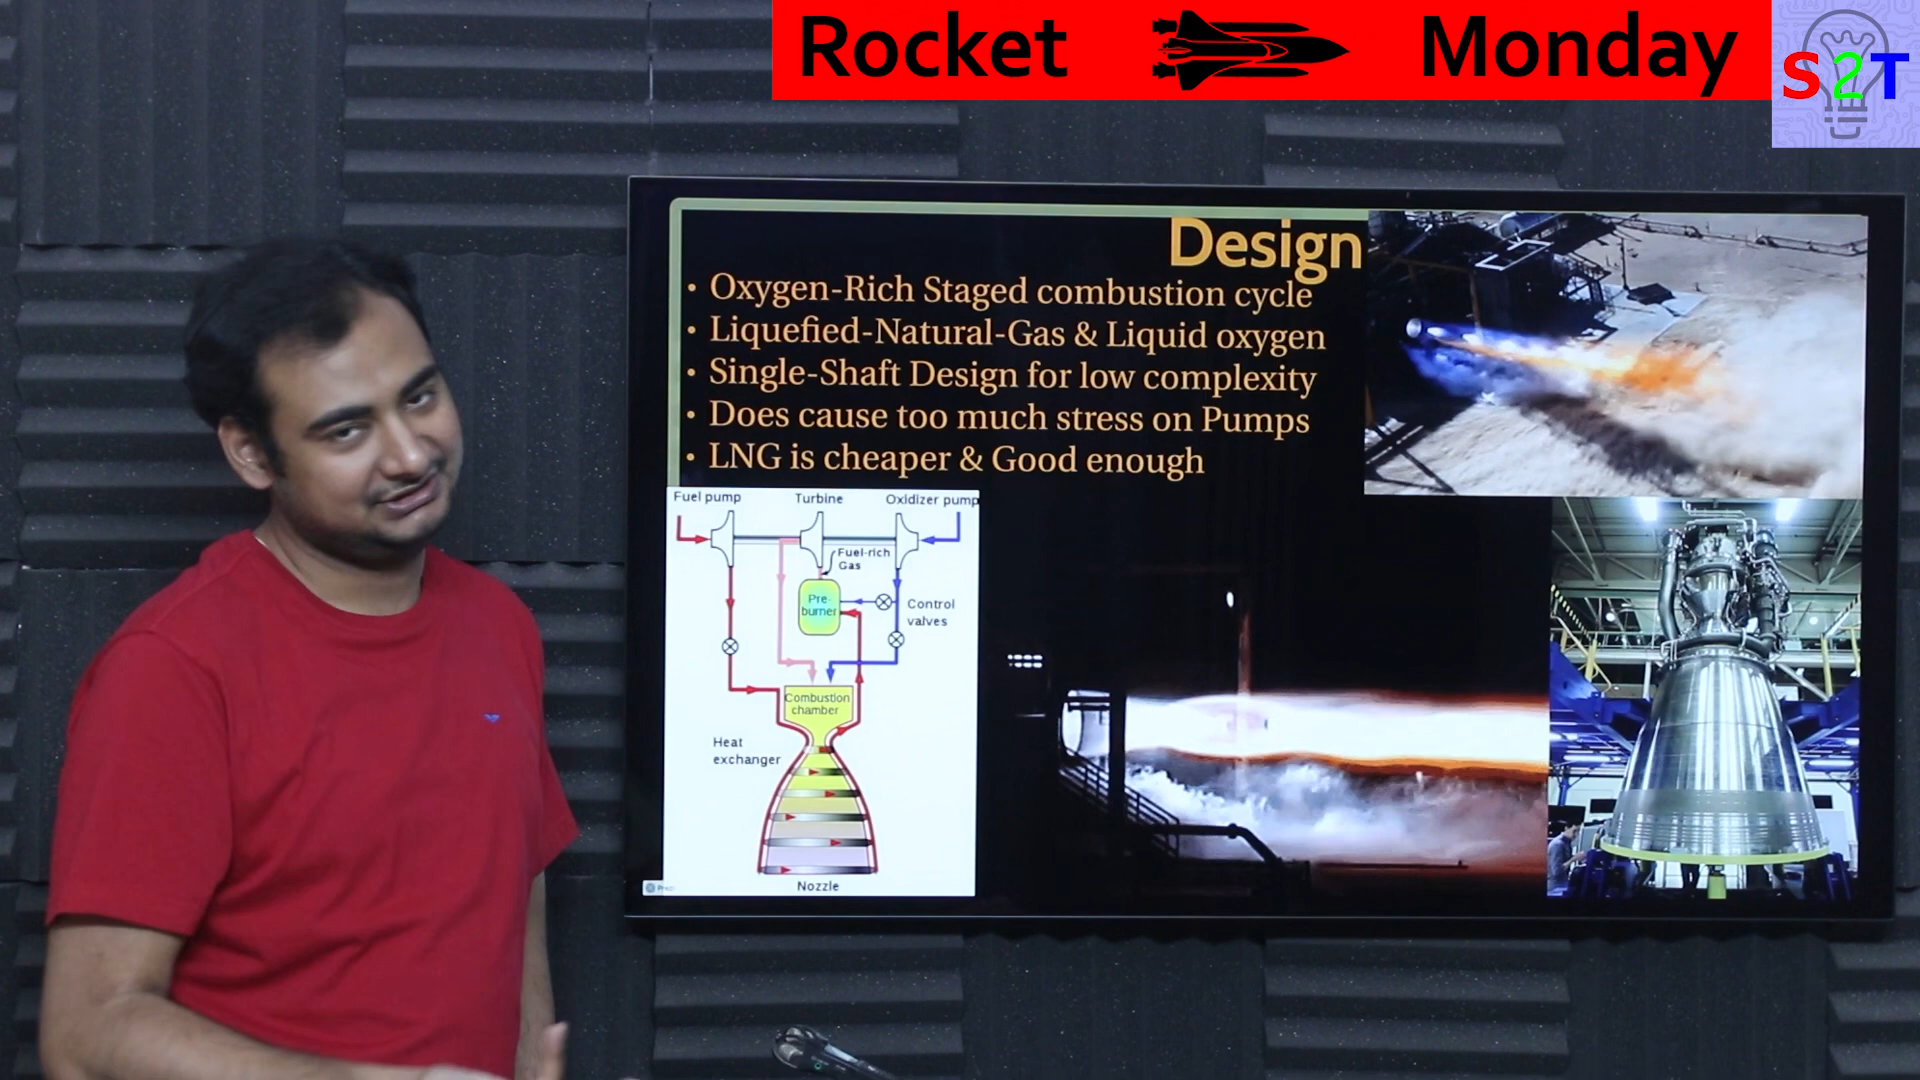 Rocket Monday
S2T
Design
• Oxygen-Rich Staged combustion cycle
• Liquefied-Natural-Gas & Liquid oxygen
• Single-Shaft Design for low complexity
• Does cause too much stress on Pumps
• LNG is cheaper & Good enough
Fuel pump Turbine Oxidizer pump
Fuel-rich
Gas
Pre-
burner
Control
valves
Combustion
chamber
Heat
exchanger
Nozzle
Prezi